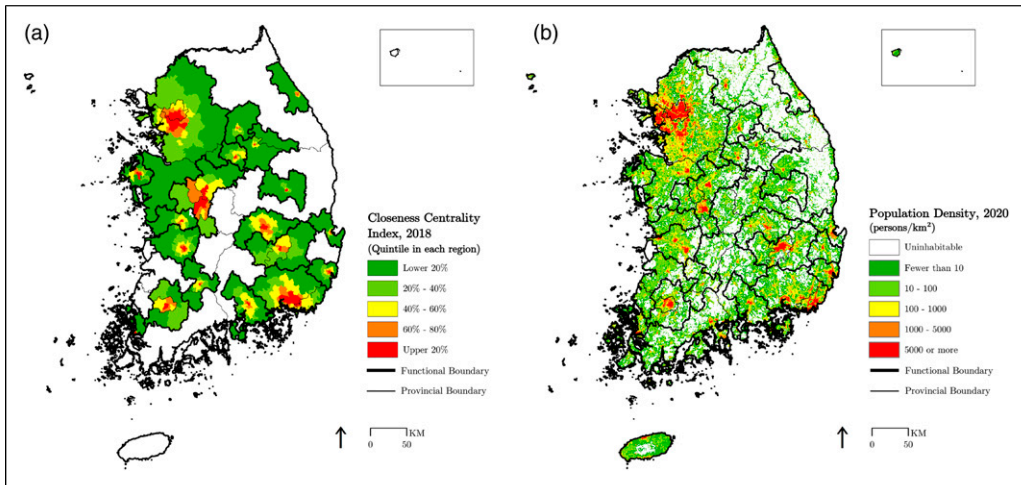 (a)
Closeness Centrality
Index, 2018
(Quintile in each region)
Lower 20%
20% - 40%
40% - 60%
60% - 80%
Upper 20%
Functional Boundary
Provincial Boundary
KM
0 50
(b)
Population Density, 2020
(persons/km²)
Uninhabitable
Fewer than 10
10 - 100
100 - 1000
1000 - 5000
5000 or more
Functional Boundary
Provincial Boundary
KM
0 50